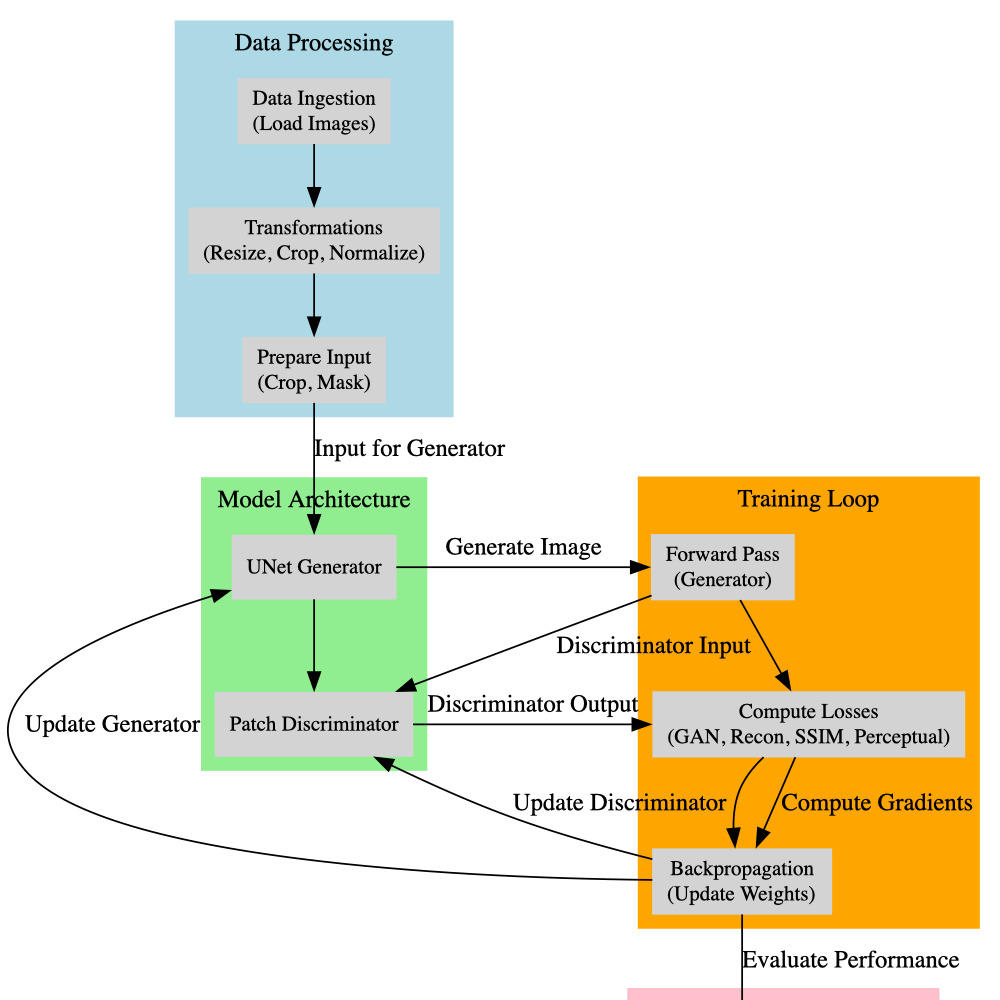 Data Processing
Data Ingestion
(Load Images)
Transformations
(Resize, Crop, Normalize)
Prepare Input
(Crop, Mask)
Input for Generator
Model Architecture
Training Loop
UNet Generator
Generate Image
Forward Pass
(Generator)
Discriminator Input
Update Generator
Patch Discriminator
Discriminator Output
Compute Losses
(GAN, Recon, SSIM, Perceptual)
Update Discriminator
Compute Gradients
Backpropagation
(Update Weights)
Evaluate Performance